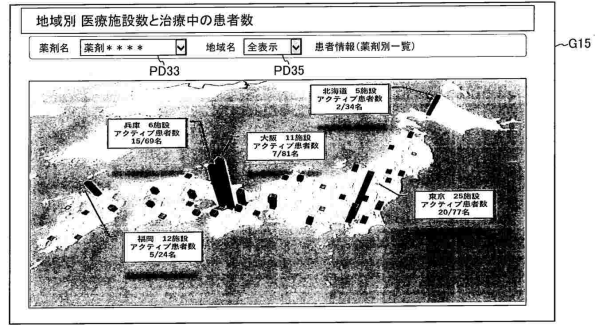 地域別 医療施設数と治療中の患者数
薬剤名 薬剤＊＊＊＊ 地域名 全表示 患者情報(薬剤別一覧)
G15
PD33 PD35
北海道 5施設
アクティブ患者数
2/34名
兵庫 6施設
アクティブ患者数
15/69名
大阪 11施設
アクティブ患者数
7/81名
東京 25施設
アクティブ患者数
20/77名
福岡 12施設
アクティブ患者数
5/24名